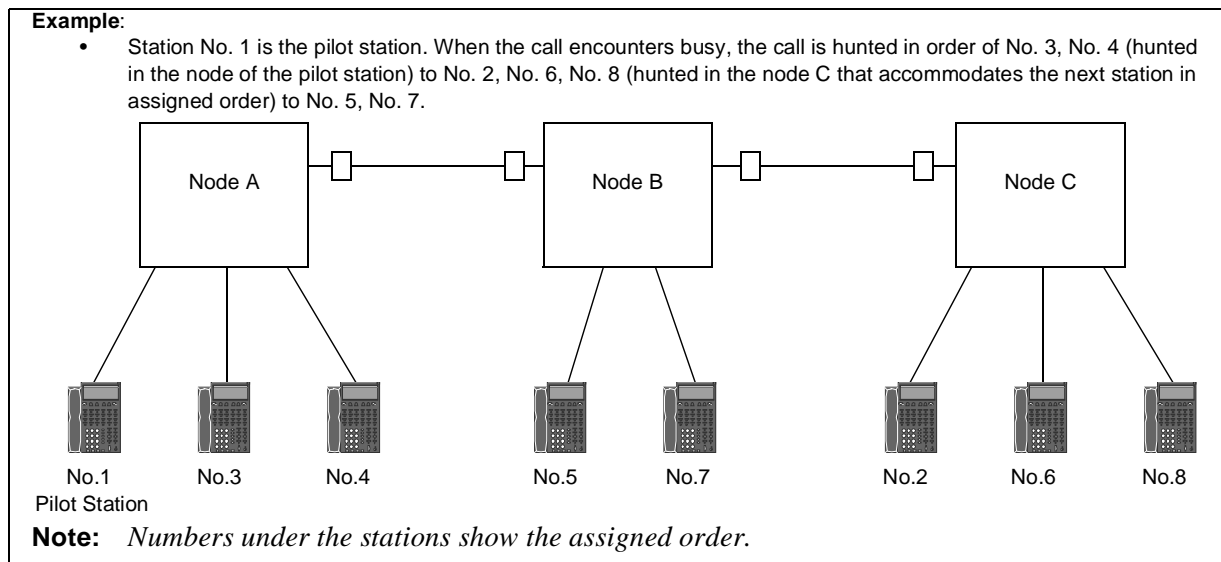 Example:
• Station No. 1 is the pilot station. When the call encounters busy, the call is hunted in order of No. 3, No. 4 (hunted
in the node of the pilot station) to No. 2, No. 6, No. 8 (hunted in the node C that accommodates the next station in
assigned order) to No. 5, No. 7.
Node A
Node B
Node C
No.1
No.3
No.4
No.5
No.7
No.2
No.6
No.8
Pilot Station
Note: Numbers under the stations show the assigned order.